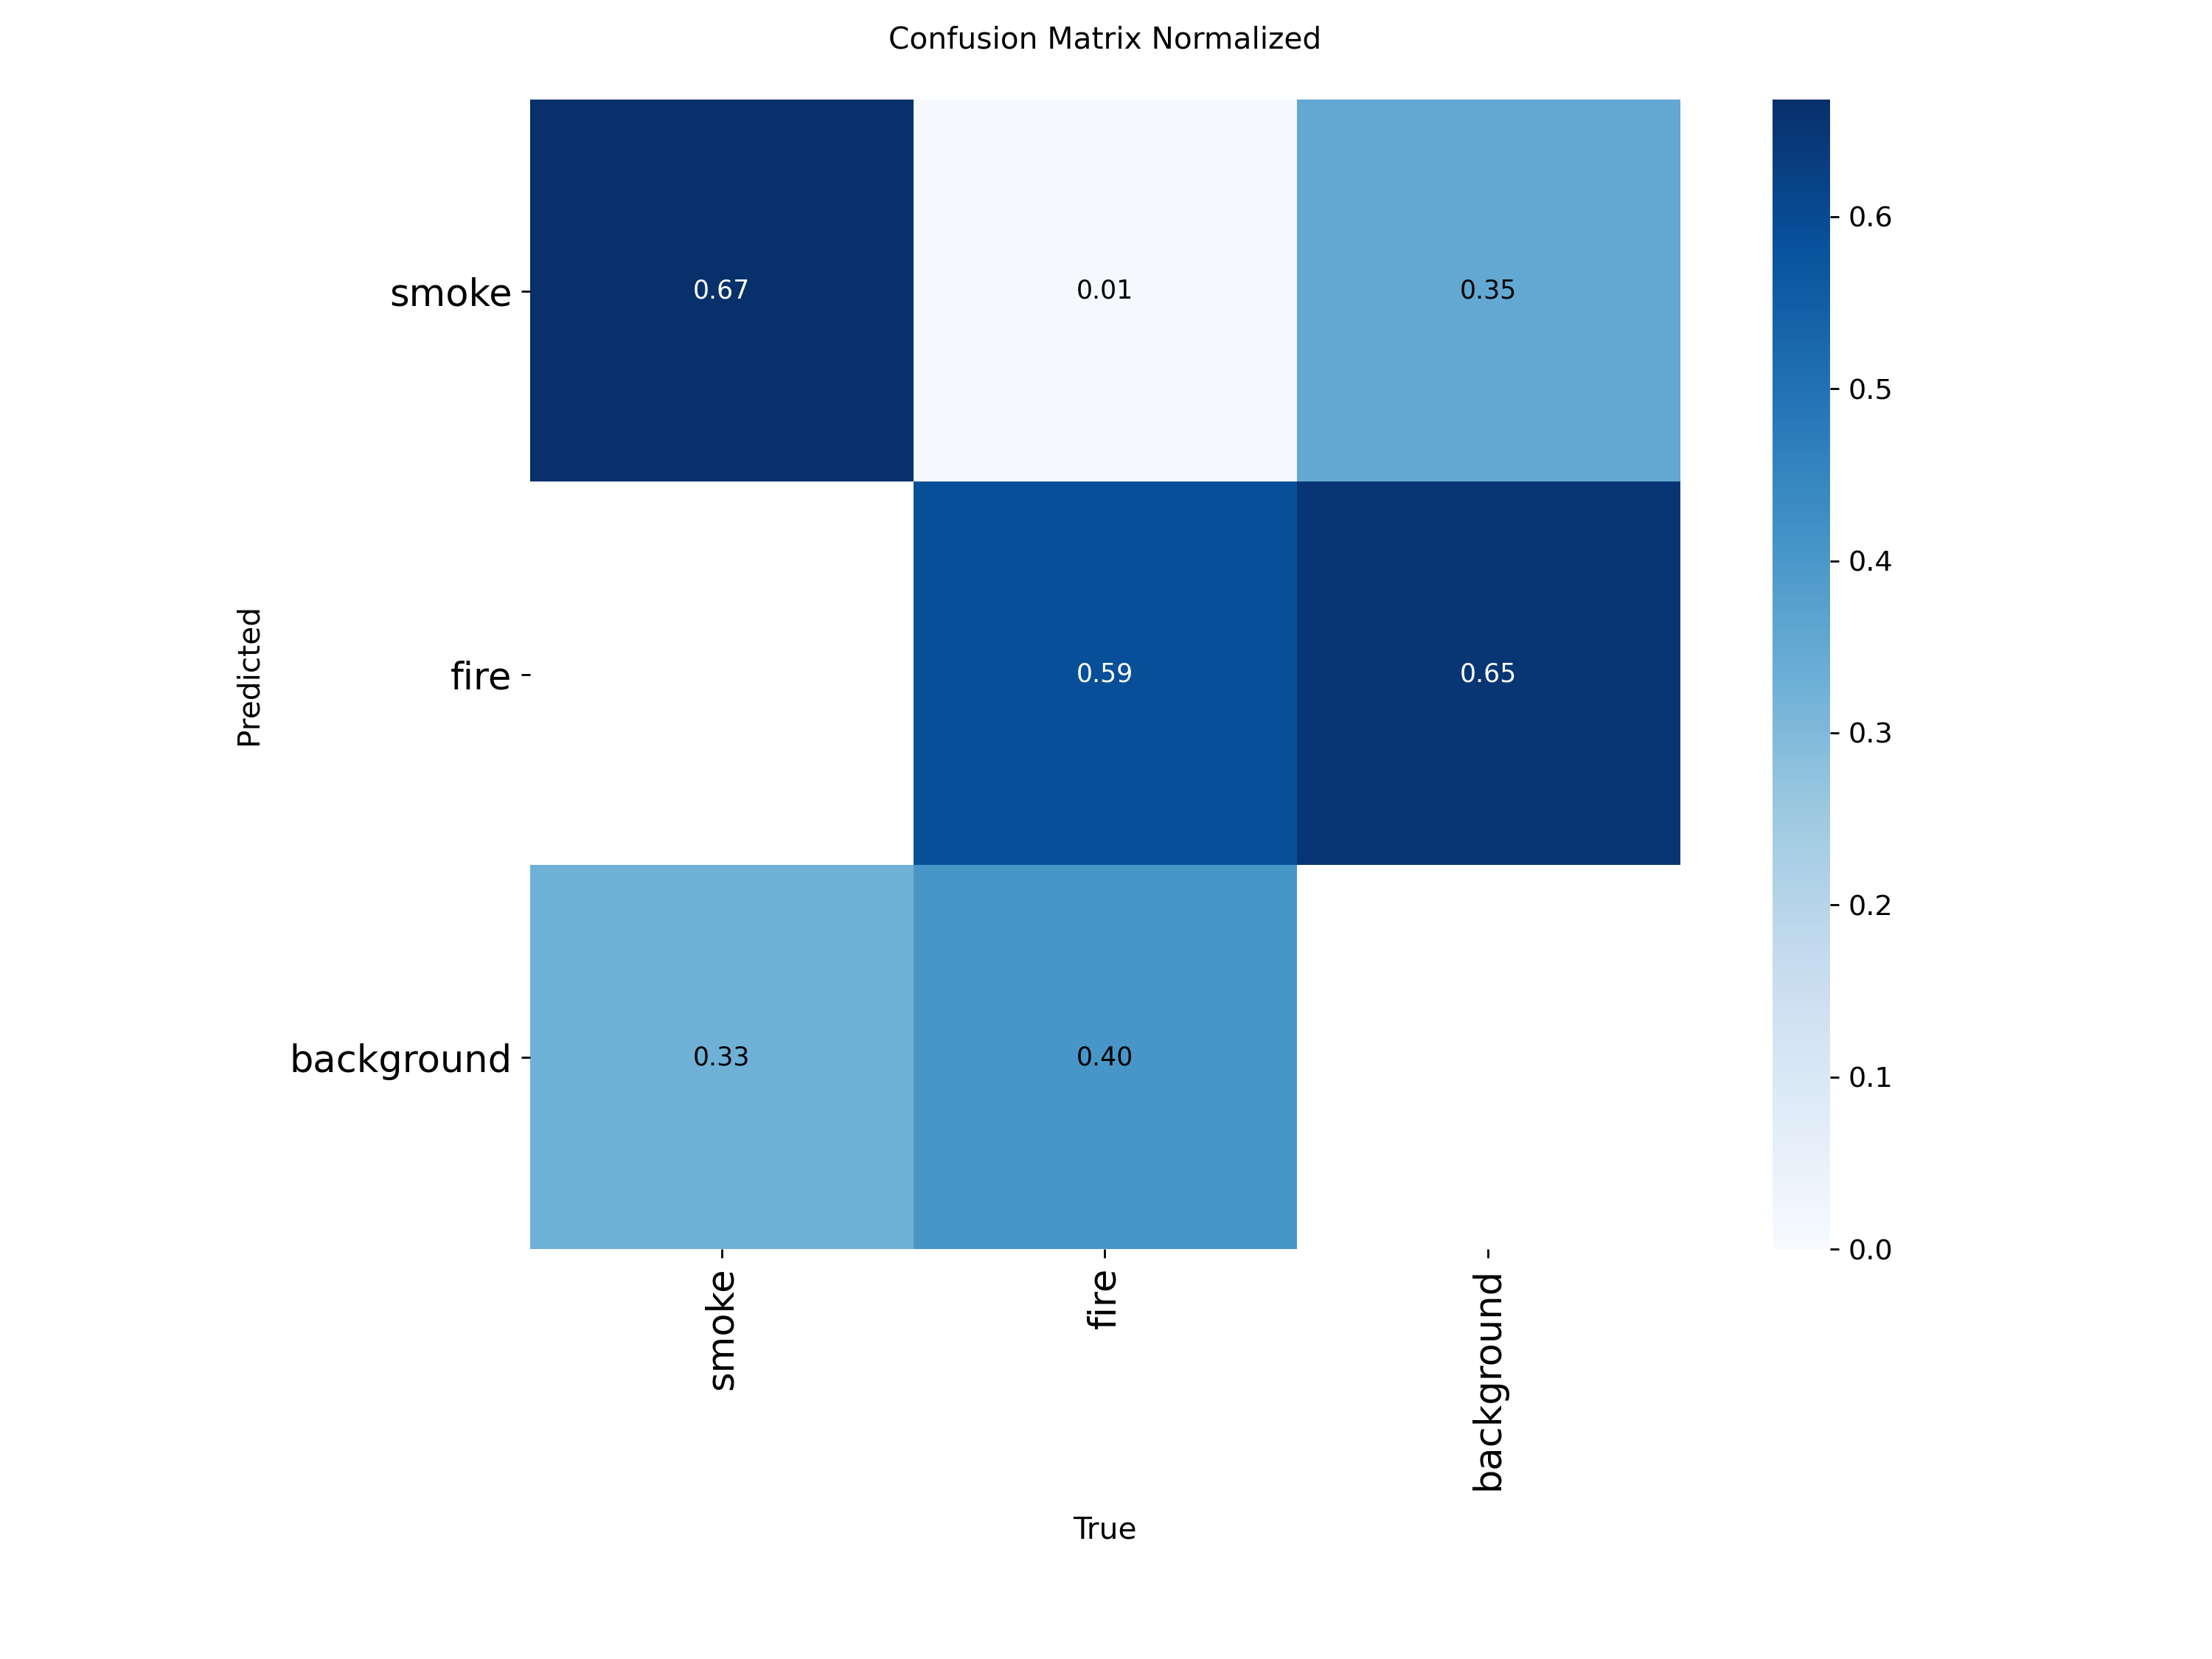 Confusion Matrix Normalized
smoke
fire
background
Predicted
0.67
0.01
0.35
0.59
0.65
0.33
0.40
smoke
fire
background
True
0.6
0.5
0.4
0.3
0.2
0.1
0.0